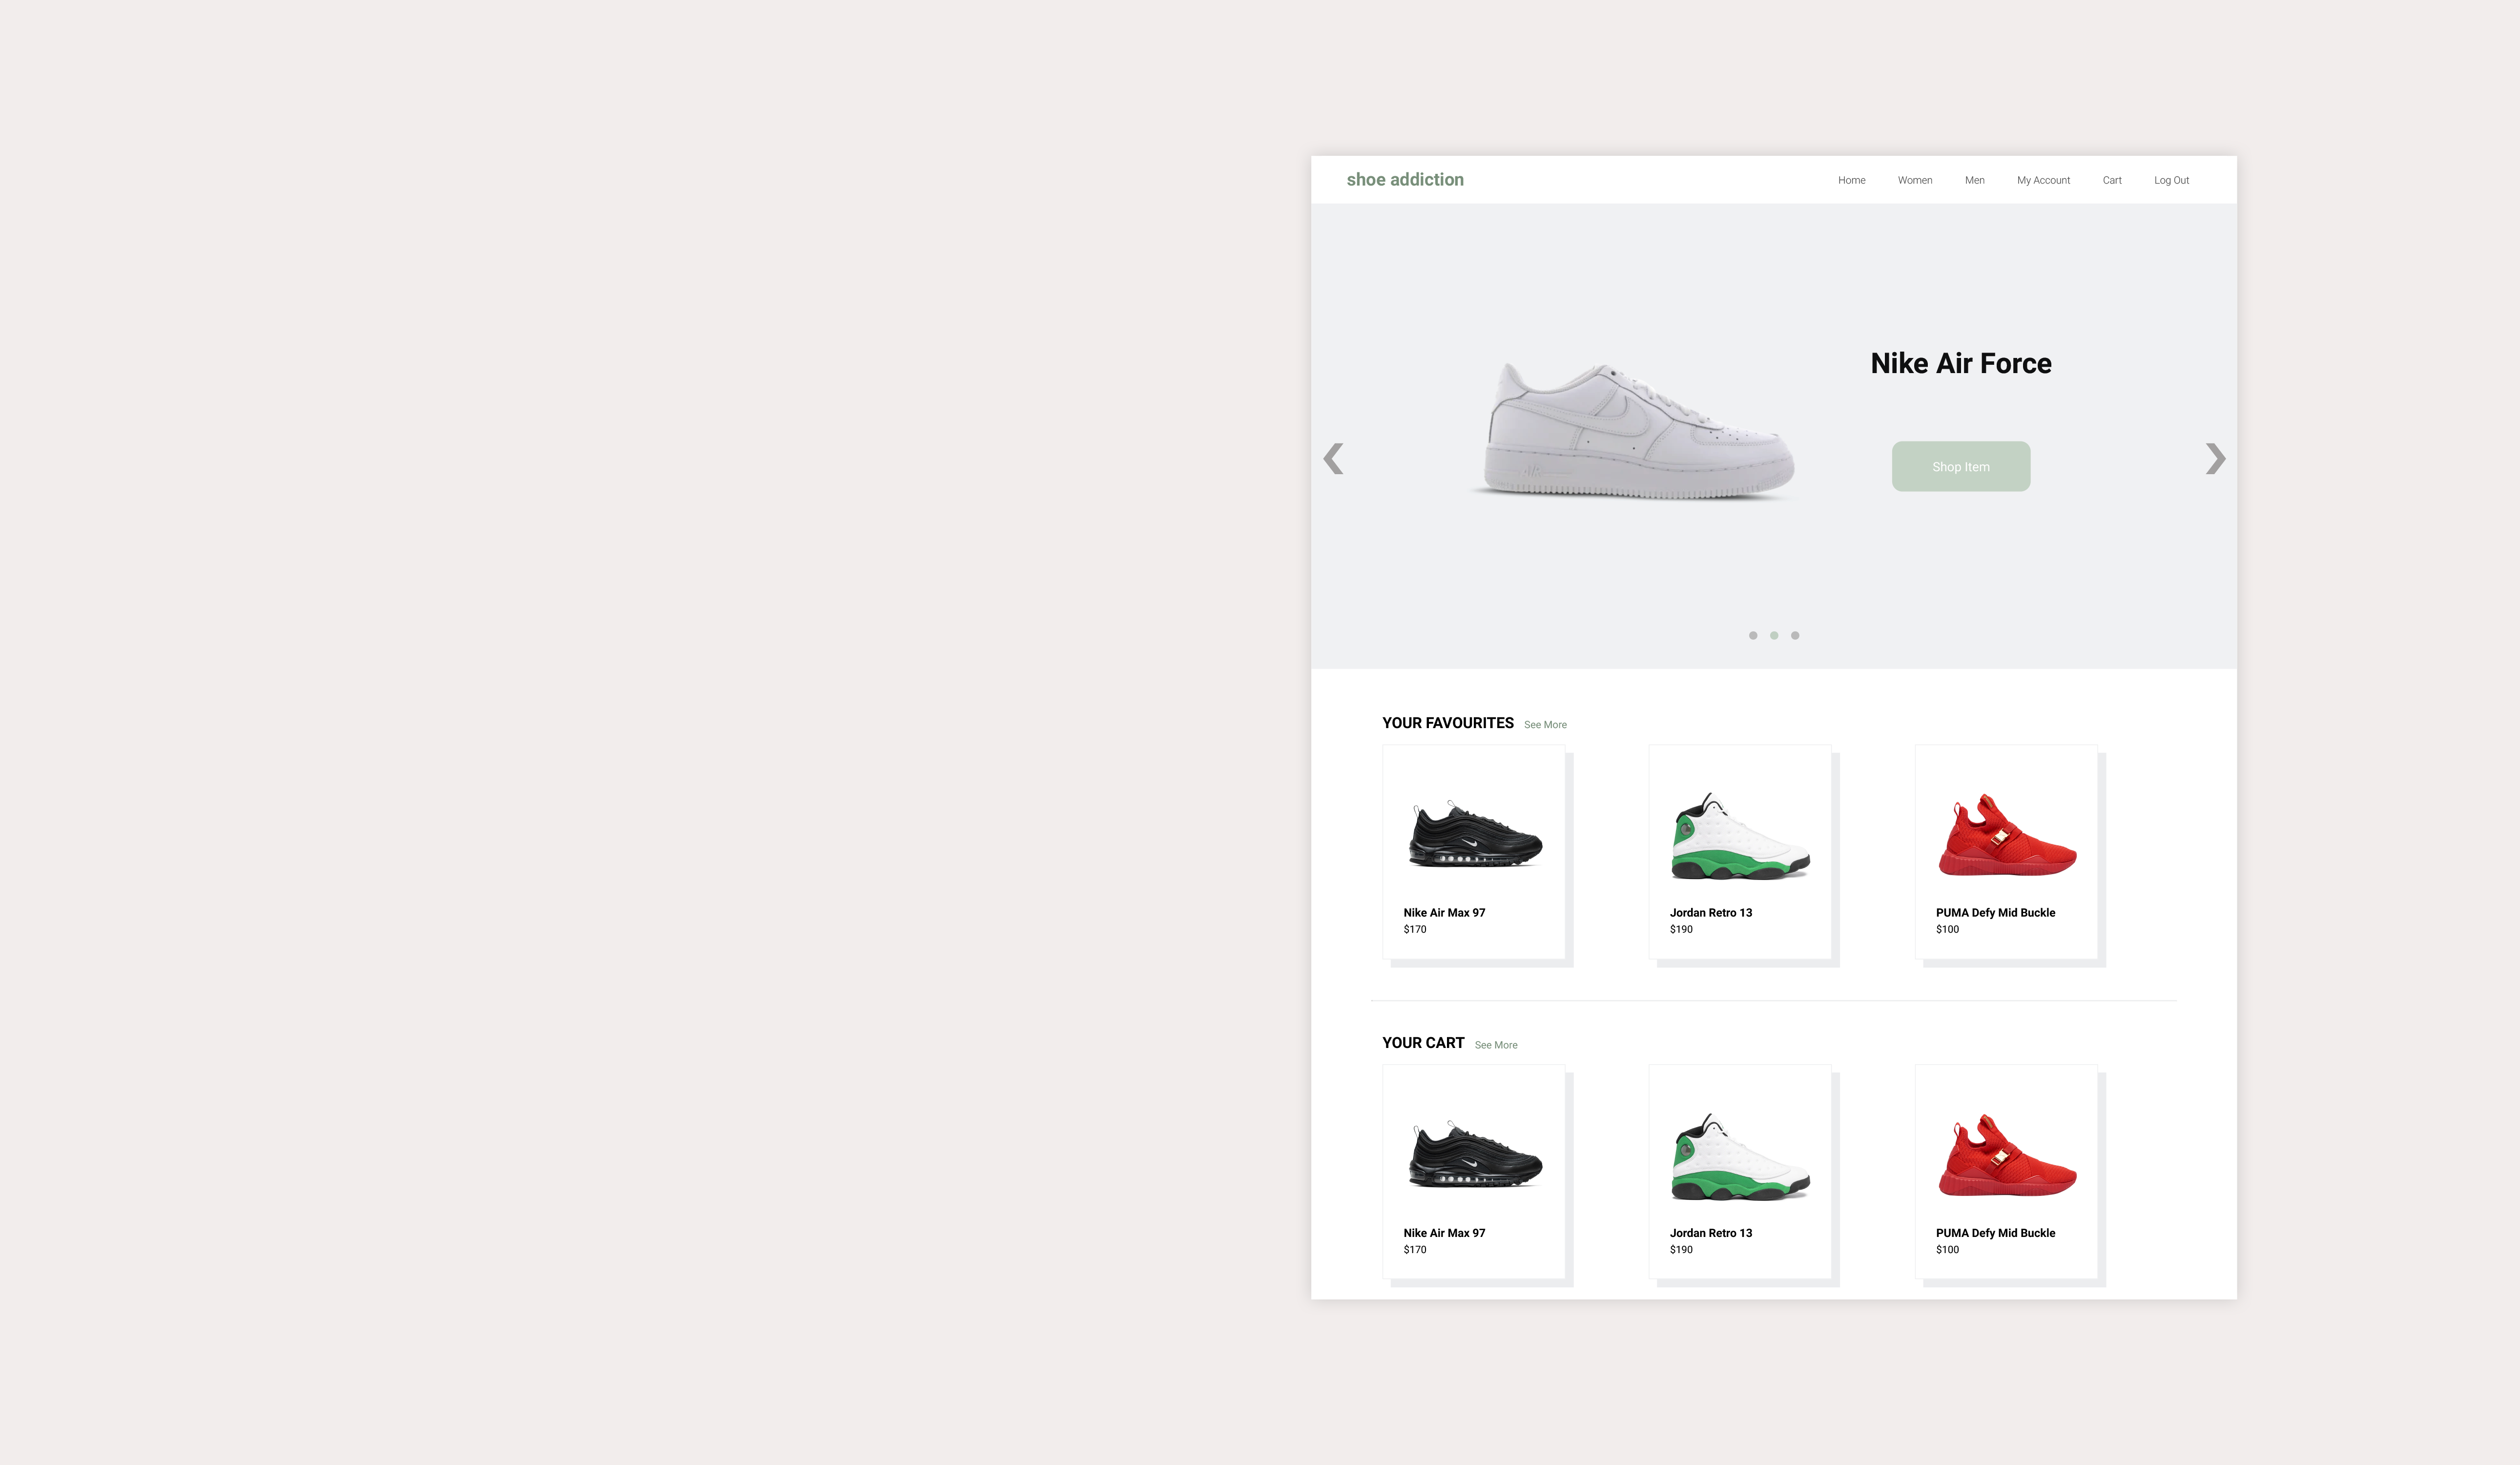 shoe addiction
Home Women Men My Account Cart Log Out
Nike Air Force
Shop Item
YOUR FAVOURITES See More
Nike Air Max 97
$170
Jordan Retro 13
$190
PUMA Defy Mid Buckle
$100
YOUR CART See More
Nike Air Max 97
$170
Jordan Retro 13
$190
PUMA Defy Mid Buckle
$100